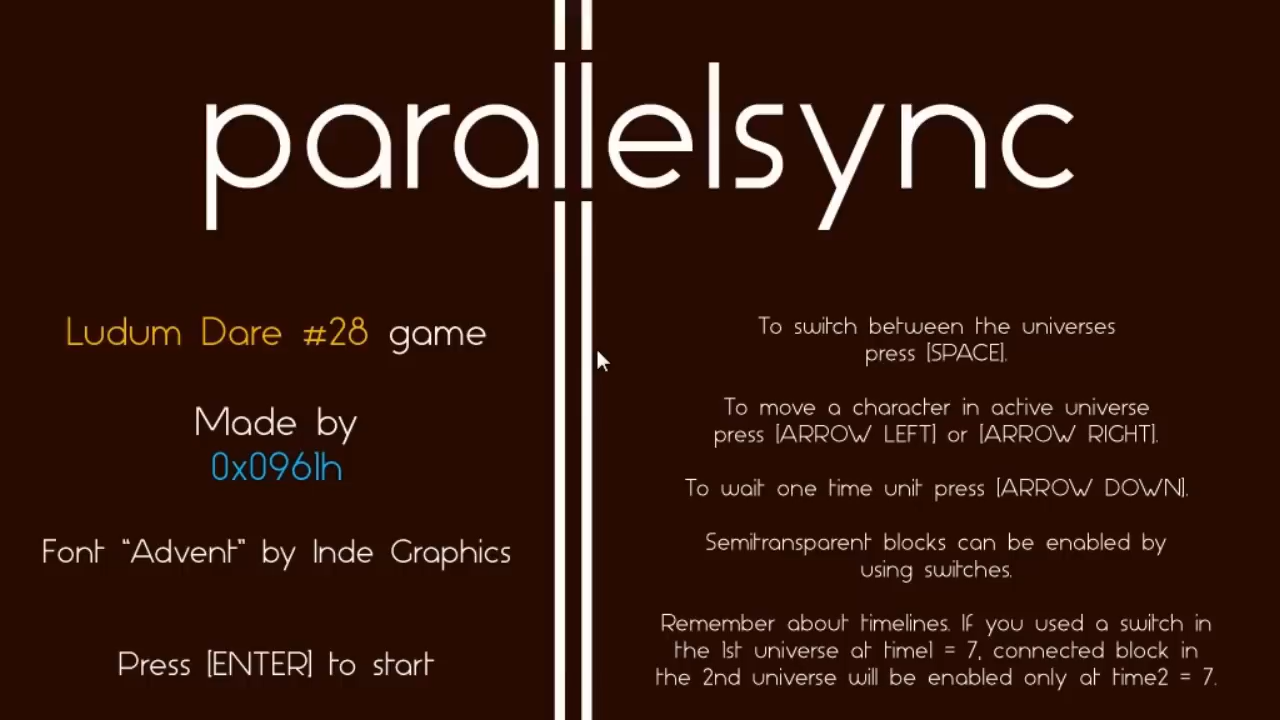 parallelsync
Ludum Dare #28 game
Made by
0x0961h
Font “Advent” by Inde Graphics
Press [ENTER] to start
To switch between the universes
press [SPACE].
To move a character in active universe
press [ARROW LEFT] or [ARROW RIGHT].
To wait one time unit press [ARROW DOWN].
Semitransparent blocks can be enabled by
using switches.
Remember about timelines. If you used a switch in
the 1st universe at time1 = 7, connected block in
the 2nd universe will be enabled only at time2 = 7.